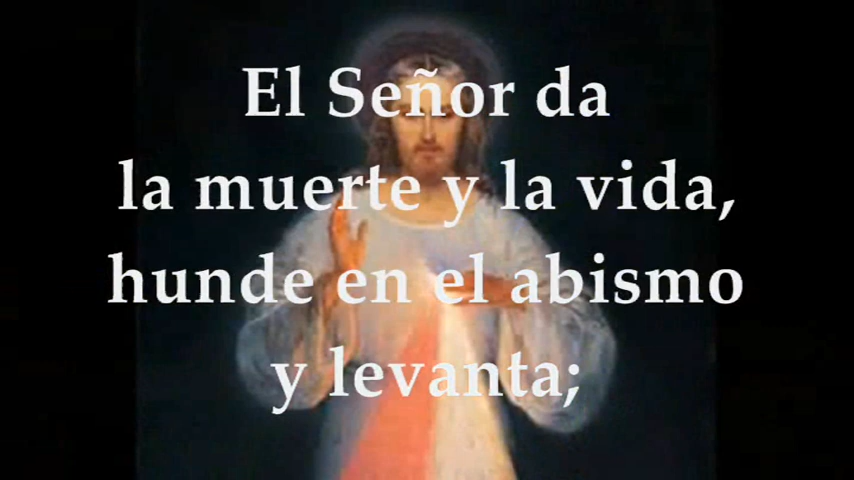 El Señor da
la muerte y la vida,
hunde en el abismo
y levanta;